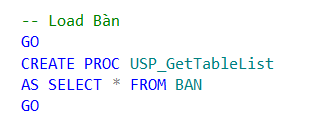 -- Load Bàn
GO
CREATE PROC USP_GetTableList
AS SELECT * FROM BAN
GO